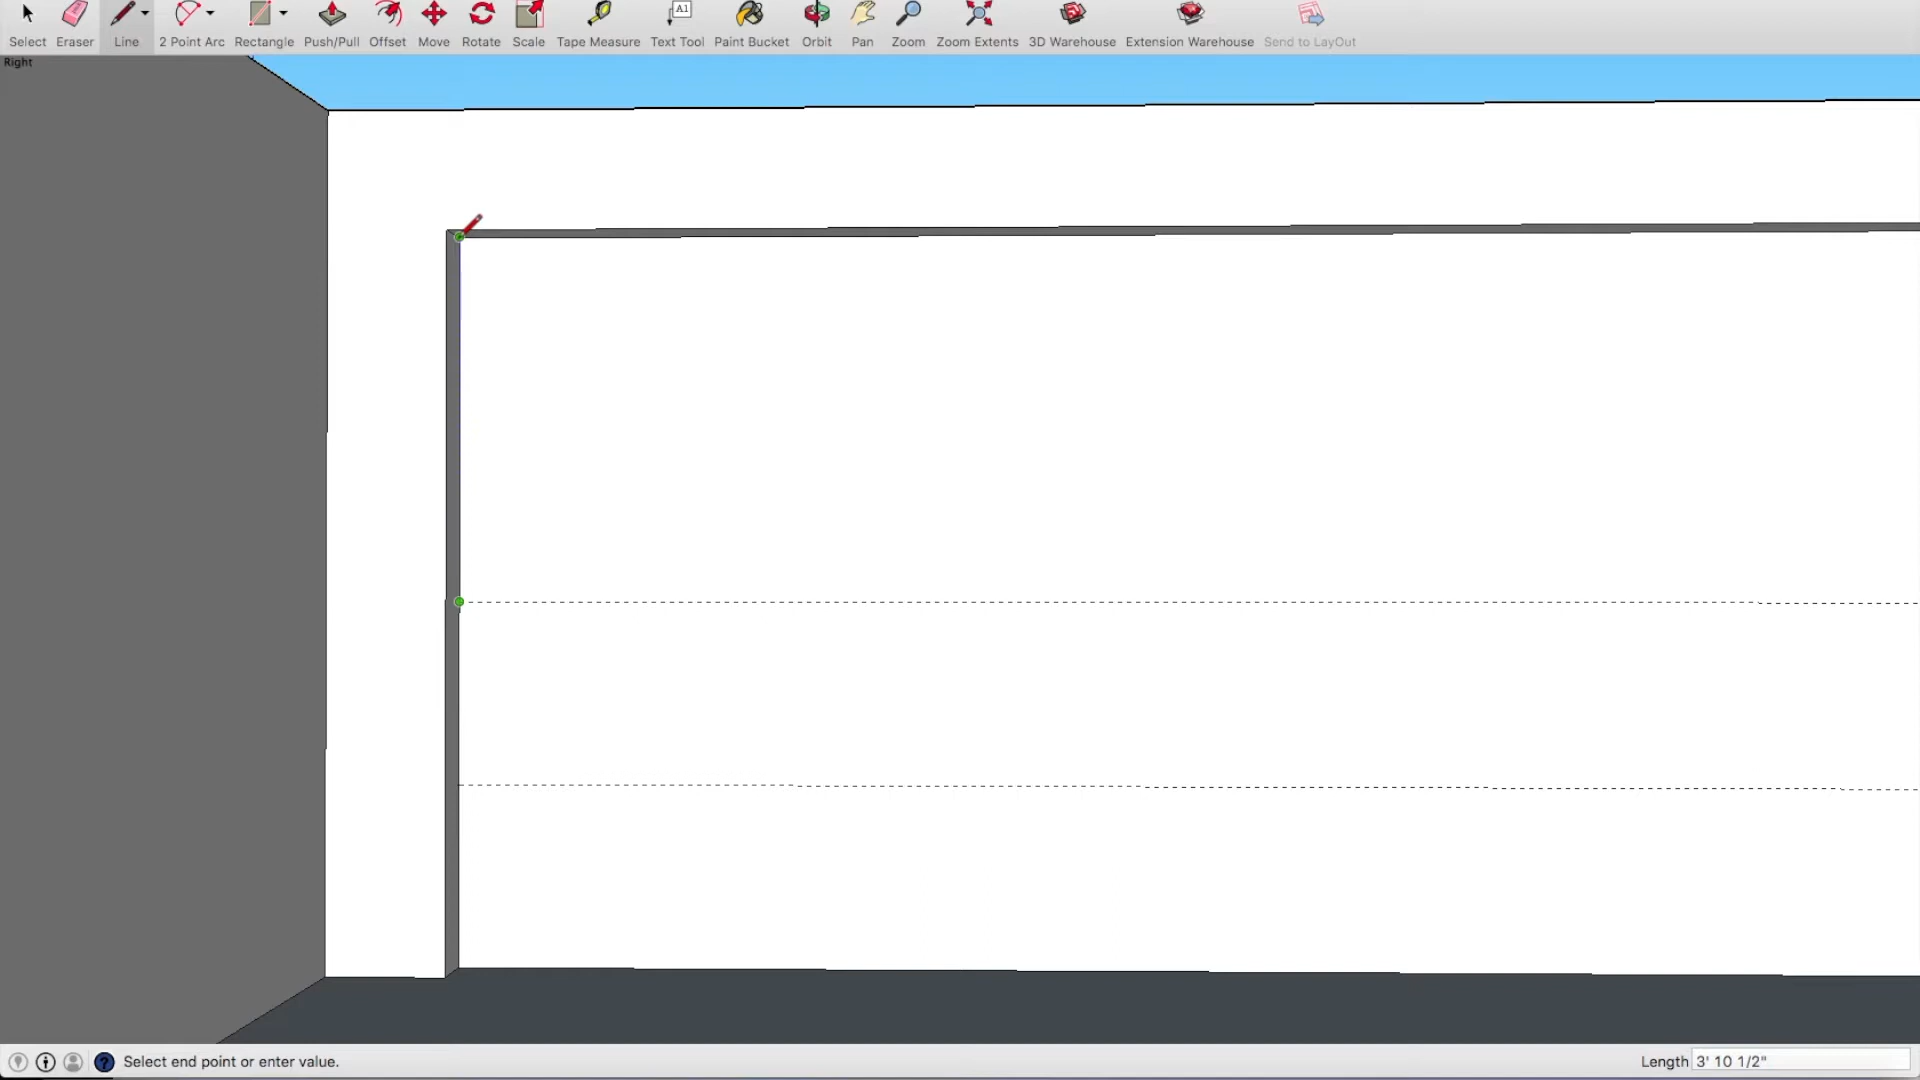 Select Eraser Line 2 Point Arc Rectangle Push/Pull Offset Move Rotate Scale Tape Measure Text Tool Paint Bucket Orbit Pan Zoom Zoom Extents 3D Warehouse Extension Warehouse Send to LayOut
A1
Right
Select end point or enter value.
Length 3' 10 1/2"